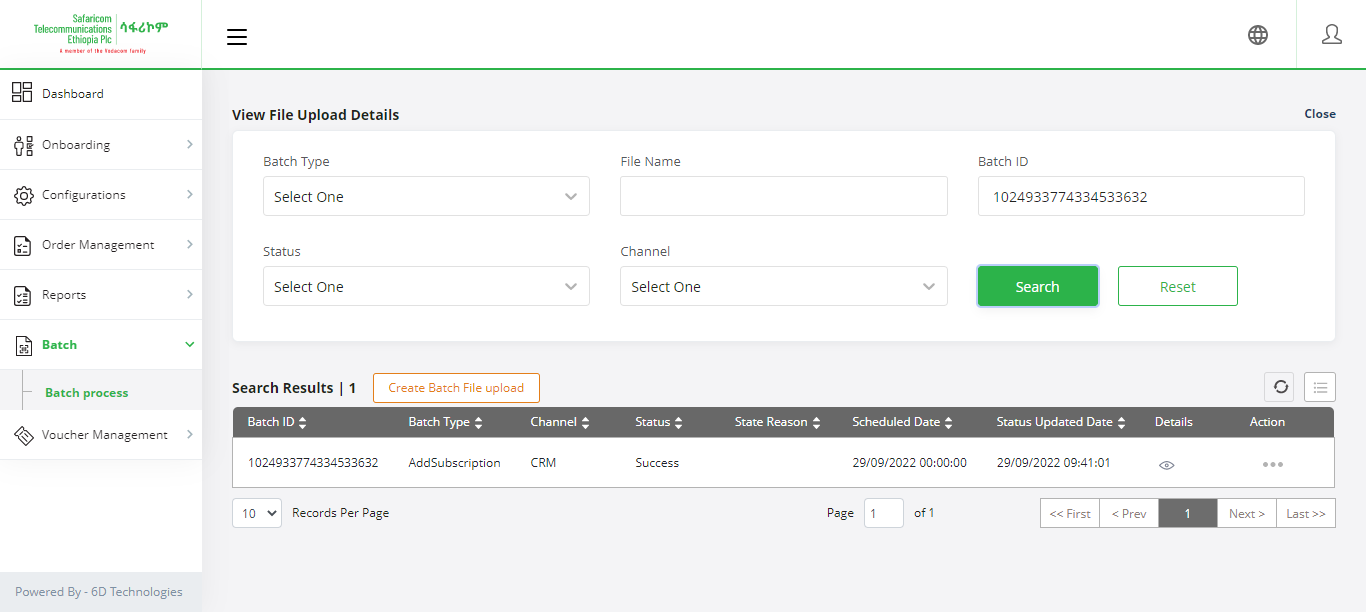 Safaricom
Telecommunications
Ethiopia Plc
ሳፋሪኮም
A member of the Vodacom family
Dashboard
Onboarding
Configurations
Order Management
Reports
Batch
Batch process
Voucher Management
Powered By - 6D Technologies
View File Upload Details Close
Batch Type File Name Batch ID
Select One 1024933774334533632
Status Channel
Select One Select One Search Reset
Search Results | 1 Create Batch File upload
Batch ID Batch Type Channel Status State Reason Scheduled Date Status Updated Date Details Action
1024933774334533632 AddSubscription CRM Success 29/09/2022 00:00:00 29/09/2022 09:41:01
10 Records Per Page Page 1 of 1 << First < Prev 1 Next > Last >>